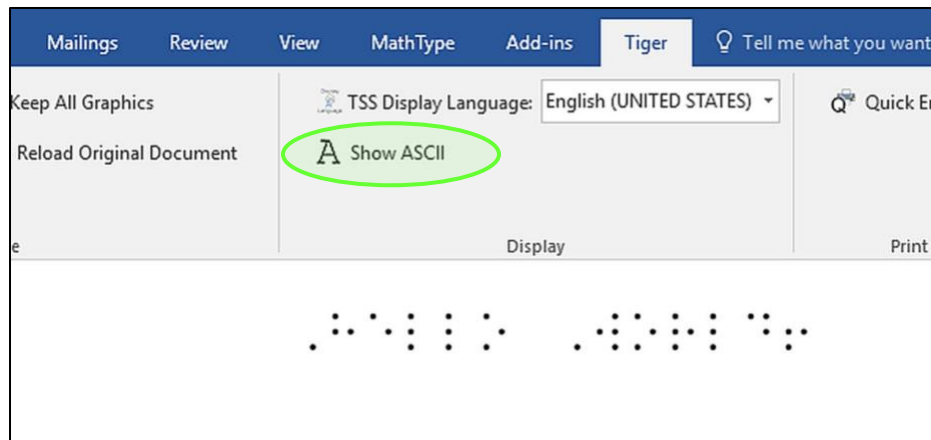 Mailings Review View MathType Add-ins Tiger Tell me what you want
Keep All Graphics TSS Display Language: English (UNITED STATES) Quick
Reload Original Document Show ASCII
Display Print
⠠⠓⠑⠇⠇⠕ ⠠⠺⠕⠗⠇⠙⠖